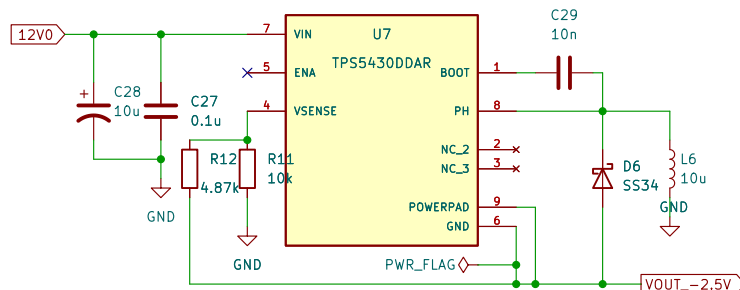 C29
10n
12V0
7
VIN
U7
TPS5430DDAR
5
ENA
BOOT
1
+
C28
10u
C27
0.1u
4
VSENSE
PH
8
NC_2
2
NC_3
3
R12
4.87k
R11
10k
D6
SS34
L6
10u
GND
POWERPAD
9
GND
6
GND
GND
PWR_FLAG
VOUT_-2.5V